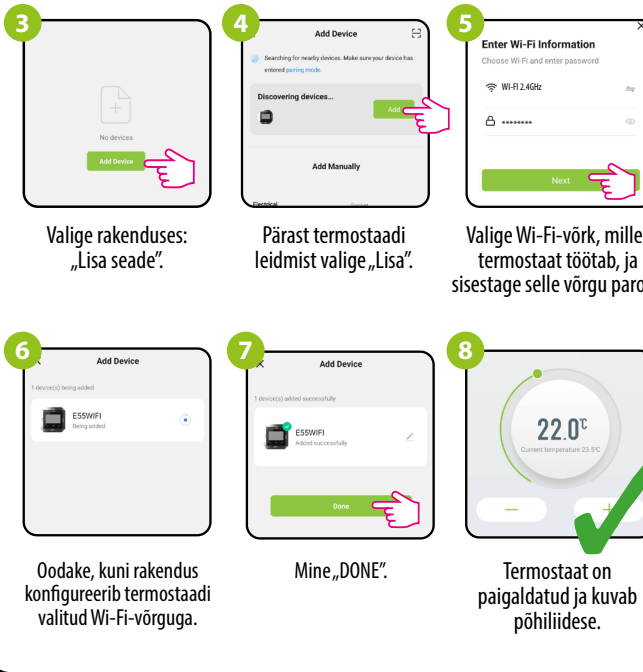 3
No devices
Add Device
Valige rakenduses:
„Lisa seade”.
4
Add Device
Searching for nearby devices. Make sure your device has
entered pairing mode.
Discovering devices...
Add
Add Manually
Electrical
Pärast termostaadi
leidmist valige „Lisa”.
5
Enter Wi-Fi Information
Choose Wi-Fi and enter password
WI-FI 2.4GHz
********
Next
Valige Wi-Fi-võrk, mille
termostaat töötab, ja
sisestage selle võrgu paro
6
Add Device
1 device(s) being added
E55WIFI
Being added
Oodake, kuni rakendus
konfigureerib termostaadi
valitud Wi-Fi-võrguga.
7
Add Device
1 device(s) added successfully
E55WIFI
Added successfully
Done
Mine „DONE”.
8
22.0°C
Current temperature 23.5°C
Termostaat on
paigaldatud ja kuvab
põhiliidese.